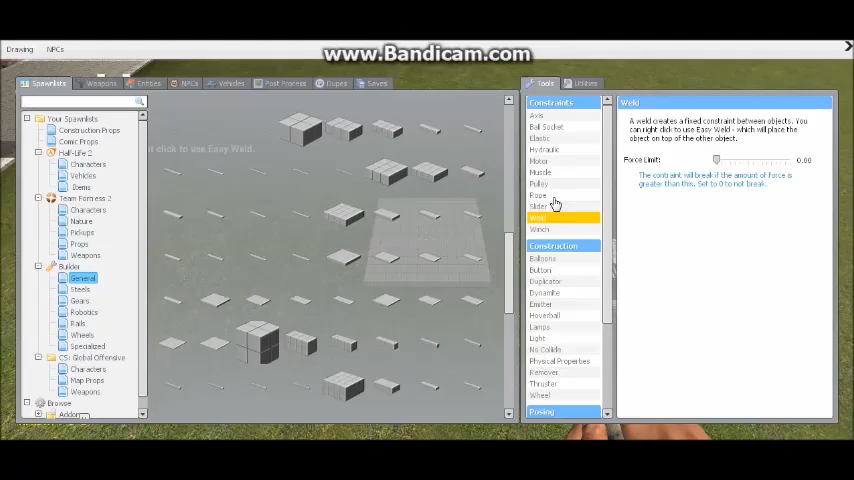 Drawing NPCs
www.Bandicam.com
Spawnlists Weapons Entities NPCs Vehicles Post Process Dupes Saves
Tools Utilities
Your Spawnlists
Construction Props
Comic Props
Half-Life 2
Characters
Vehicles
Items
Team Fortress 2
Characters
Nature
Pickups
Props
Weapons
Builder
General
Steels
Gears
Robotics
Rails
Wheels
Specialized
CS: Global Offensive
Characters
Map Props
Weapons
Browse
Addons
click to use Easy Weld.
Constraints
Axis
Ball Socket
Elastic
Hydraulic
Motor
Muscle
Pulley
Rope
Slider
Weld
Winch
Construction
Balloons
Button
Duplicator
Dynamite
Emitter
Hoverball
Lamps
Light
No Collide
Physical Properties
Remover
Thruster
Wheel
Posing
Weld
A weld creates a fixed constraint between objects. You
can right click to use Easy Weld - which will place the
object on top of the other object.
Force Limit: 0.00
The contraint will break if the amount of force is
greater than this. Set to 0 to not break.